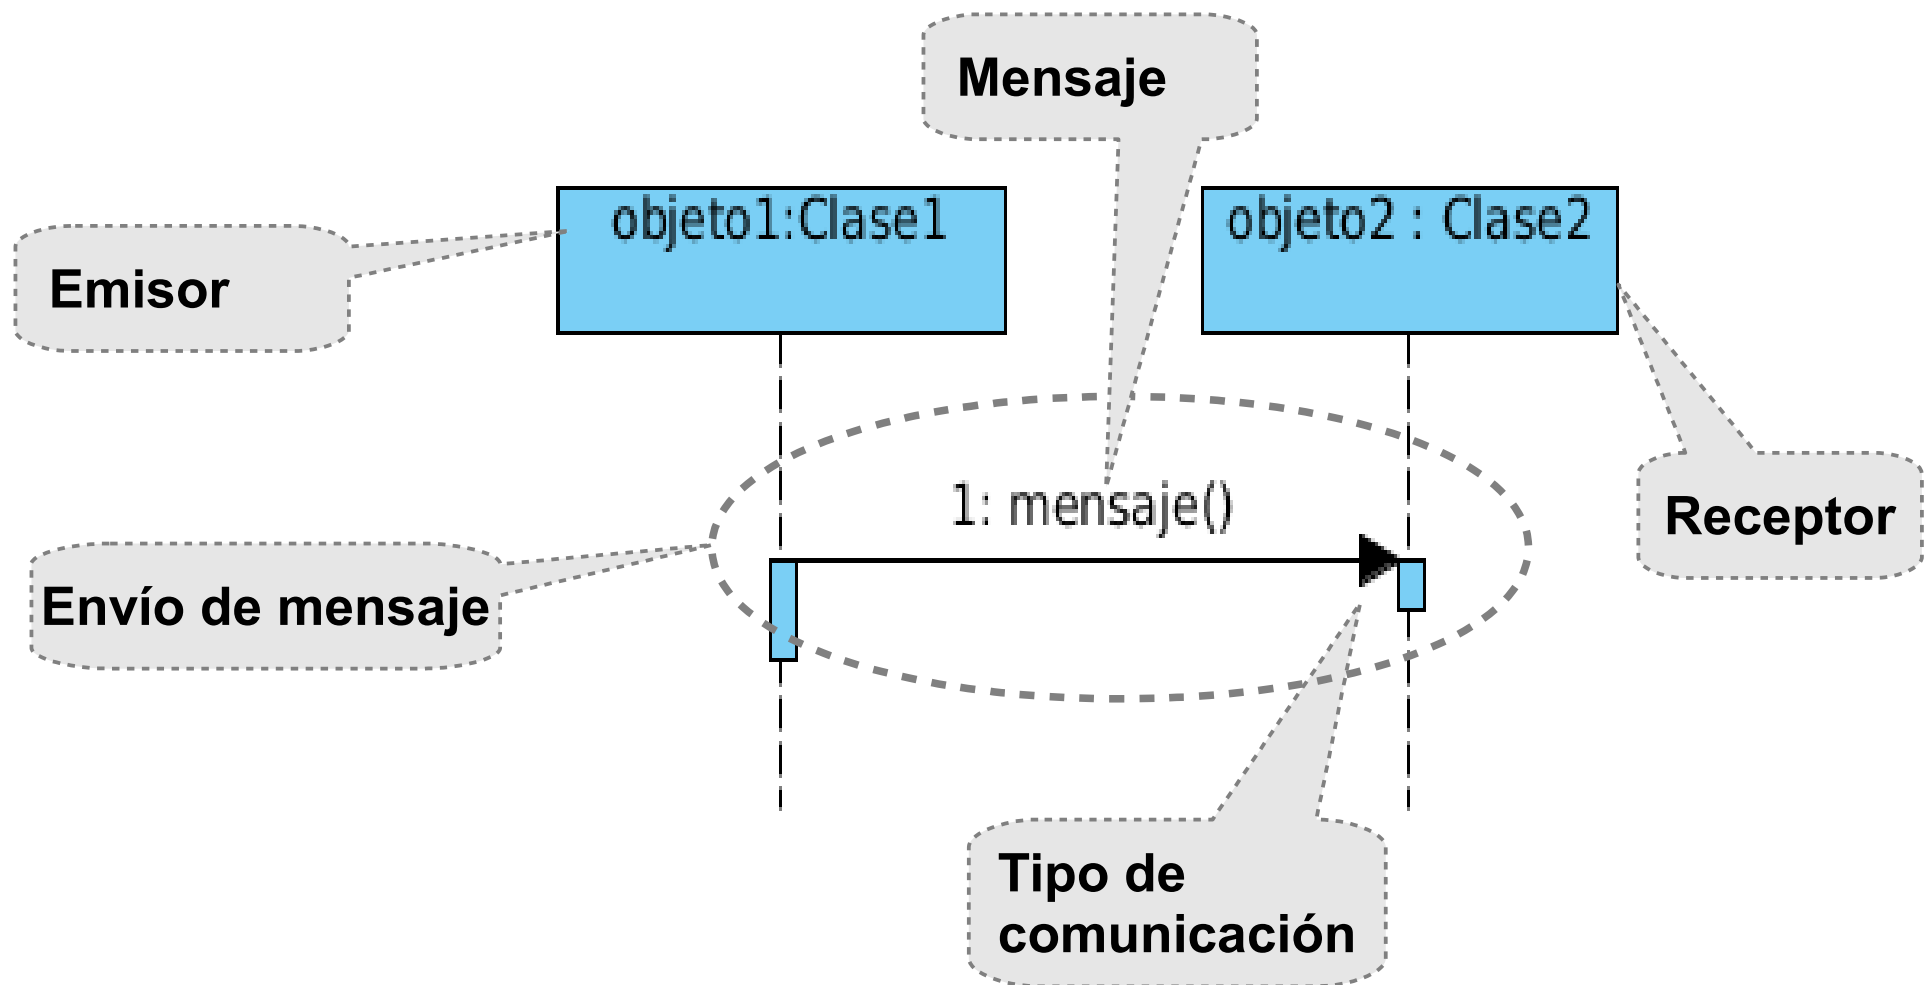 Mensaje
objeto1:Clase1
objeto2 : Clase2
Emisor
1: mensaje()
Receptor
Envío de mensaje
Tipo de
comunicación